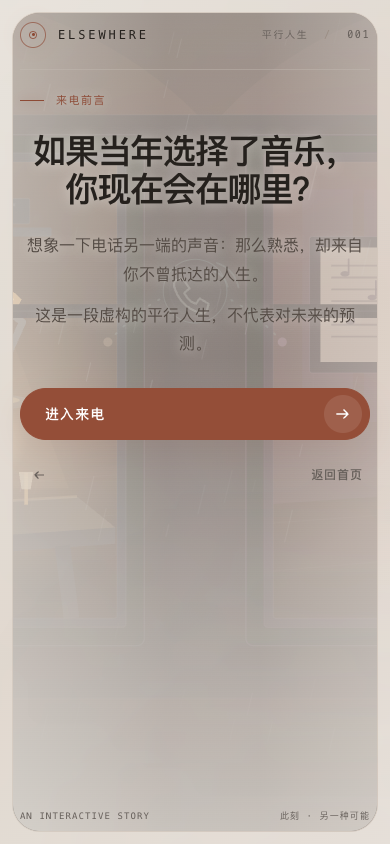 ELSEWHERE
平行人生 / 001
来电前言
如果当年选择了音乐，
你现在会在哪里？
想象一下电话另一端的声音：那么熟悉，却来自
你不曾抵达的人生。
这是一段虚构的平行人生，不代表对未来的预
测。
进入来电 →
← 返回首页
AN INTERACTIVE STORY
此刻 · 另一种可能